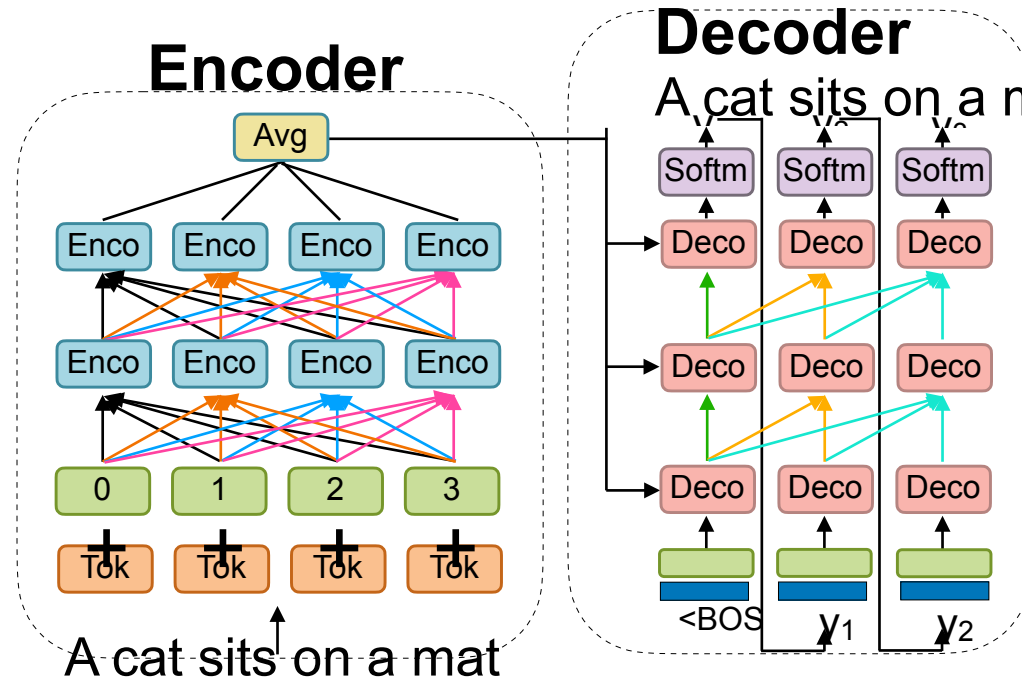 Encoder
Avg
Enco Enco Enco Enco
Enco Enco Enco Enco
0 1 2 3
+ + + +
Tok Tok Tok Tok
A cat sits on a mat
Decoder
A cat sits on a m
Softm Softm Softm
Deco Deco Deco
Deco Deco Deco
Deco Deco Deco
<BOS y1 y2